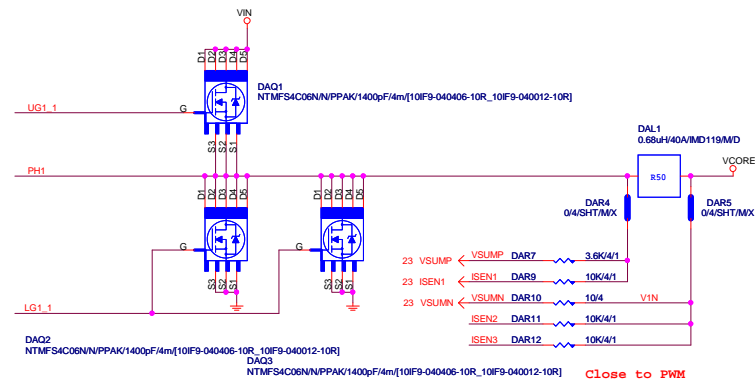 VIN
D1 D2 D3 D4 D5
DAQ1
NTMFS4C06N/N/PPAK/1400pF/4m/[10IF9-040406-10R_10IF9-040012-10R]
UG1_1
G
S3 S2 S1
DAL1
0.68uH/40A/IMD119/M/D
VCORE
PH1
R50
D1 D2 D3 D4 D5
D1 D2 D3 D4 D5
DAR4
0/4/SHT/M/X
DAR5
0/4/SHT/M/X
G
G
23 VSUMP VSUMP DAR7 3.6K/4/1
S3 S2 S1
S3 S2 S1
23 ISEN1 ISEN1 DAR9 10K/4/1
23 VSUMN VSUMN DAR10 10/4 V1N
LG1_1
ISEN2 DAR11 10K/4/1
DAQ2
ISEN3 DAR12 10K/4/1
NTMFS4C06N/N/PPAK/1400pF/4m/[10IF9-040406-10R_10IF9-040012-10R]
DAQ3
NTMFS4C06N/N/PPAK/1400pF/4m/[10IF9-040406-10R_10IF9-040012-10R]
Close to PWM